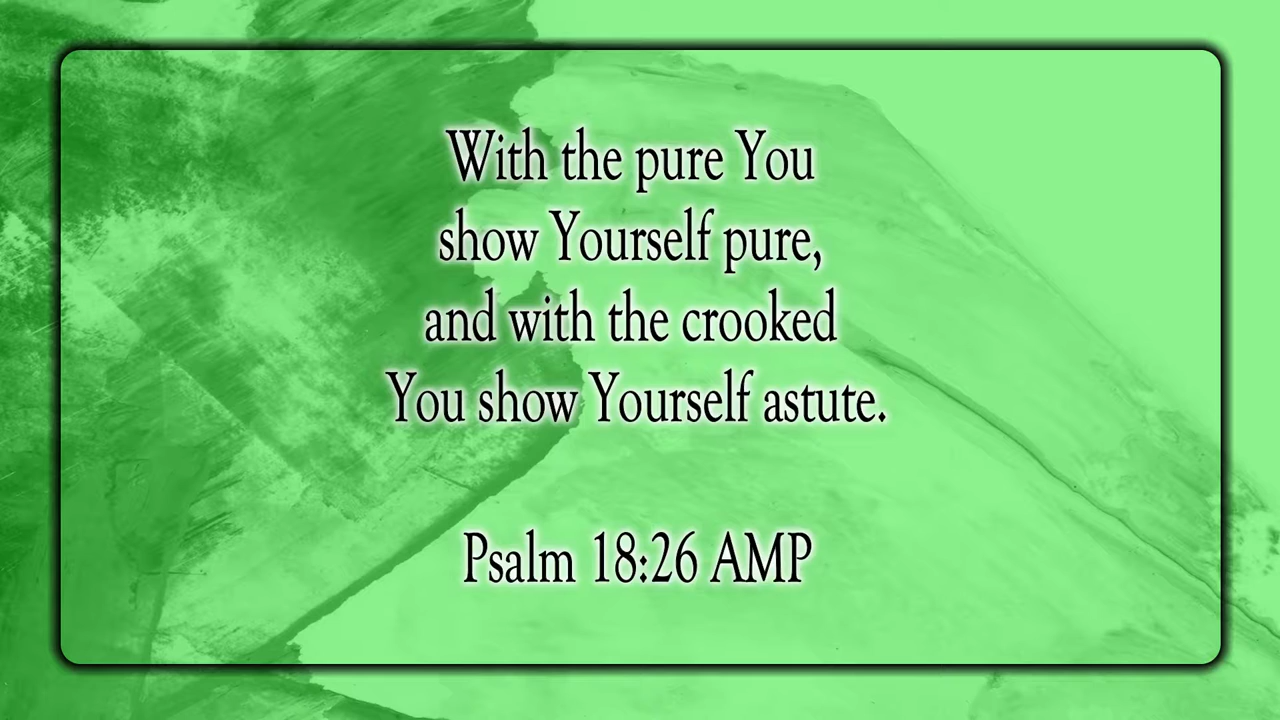 With the pure You
show Yourself pure,
and with the crooked
You show Yourself astute.
Psalm 18:26 AMP